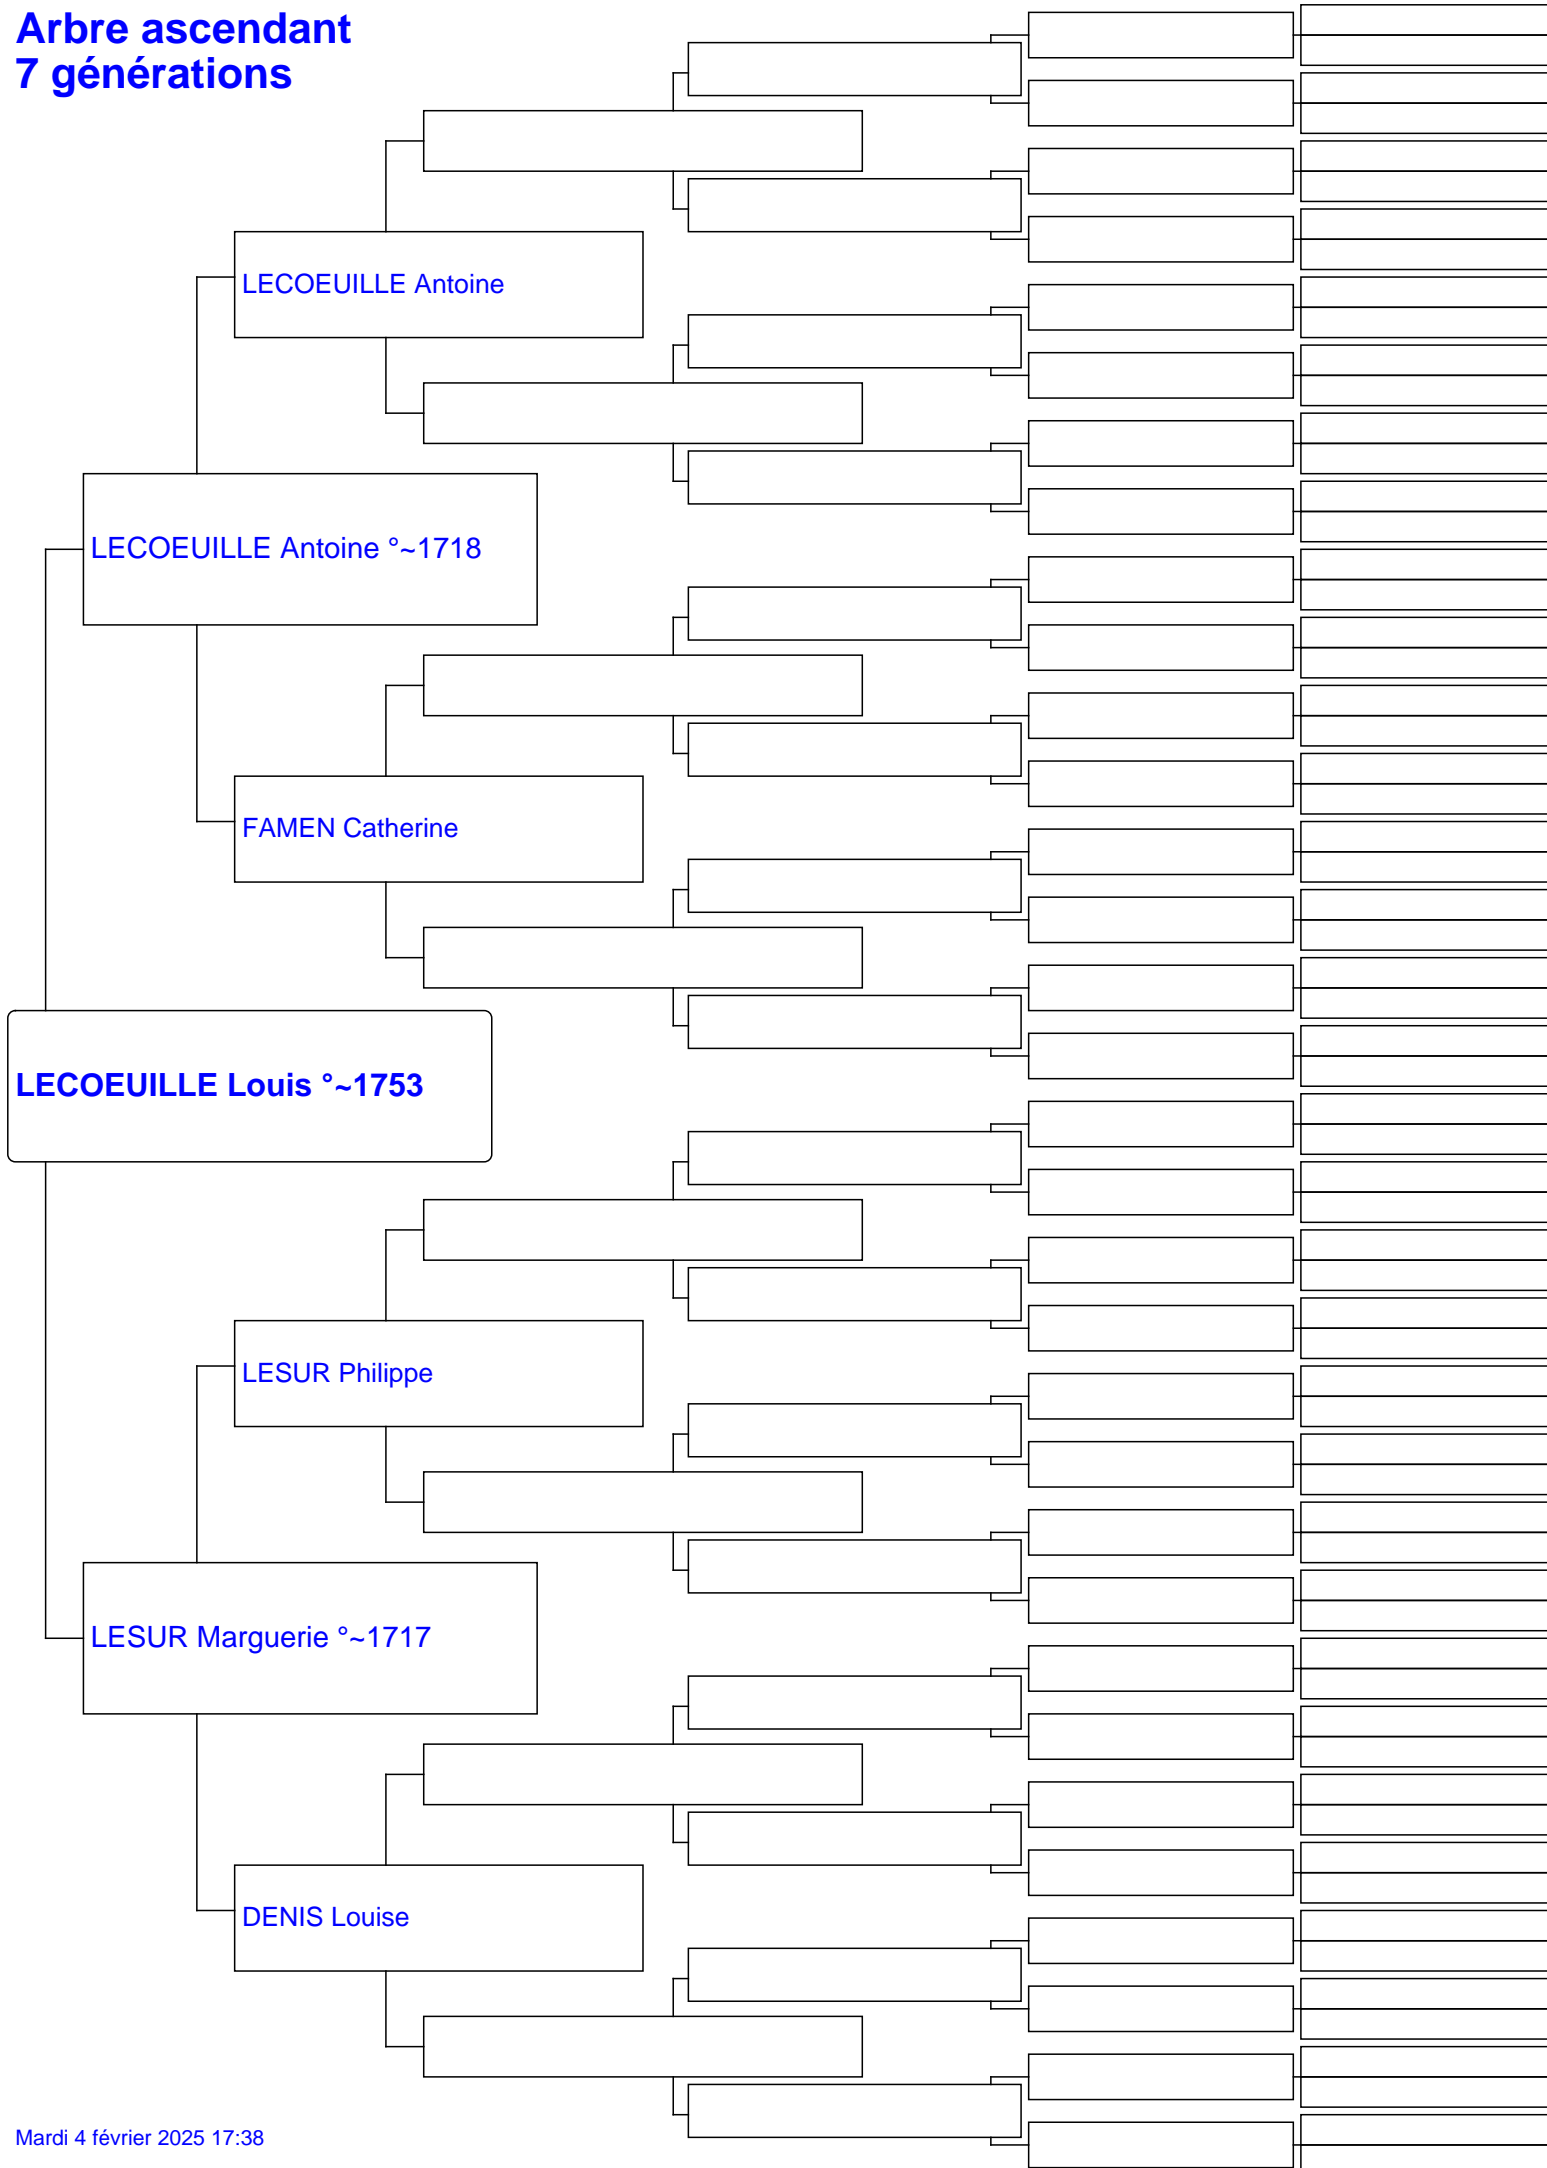 Arbre ascendant
7 générations
LECOEUILLE Antoine
LECOEUILLE Antoine °~1718
FAMEN Catherine
LECOEUILLE Louis °~1753
LESUR Philippe
LESUR Marguerie °~1717
DENIS Louise
Mardi 4 février 2025 17:38